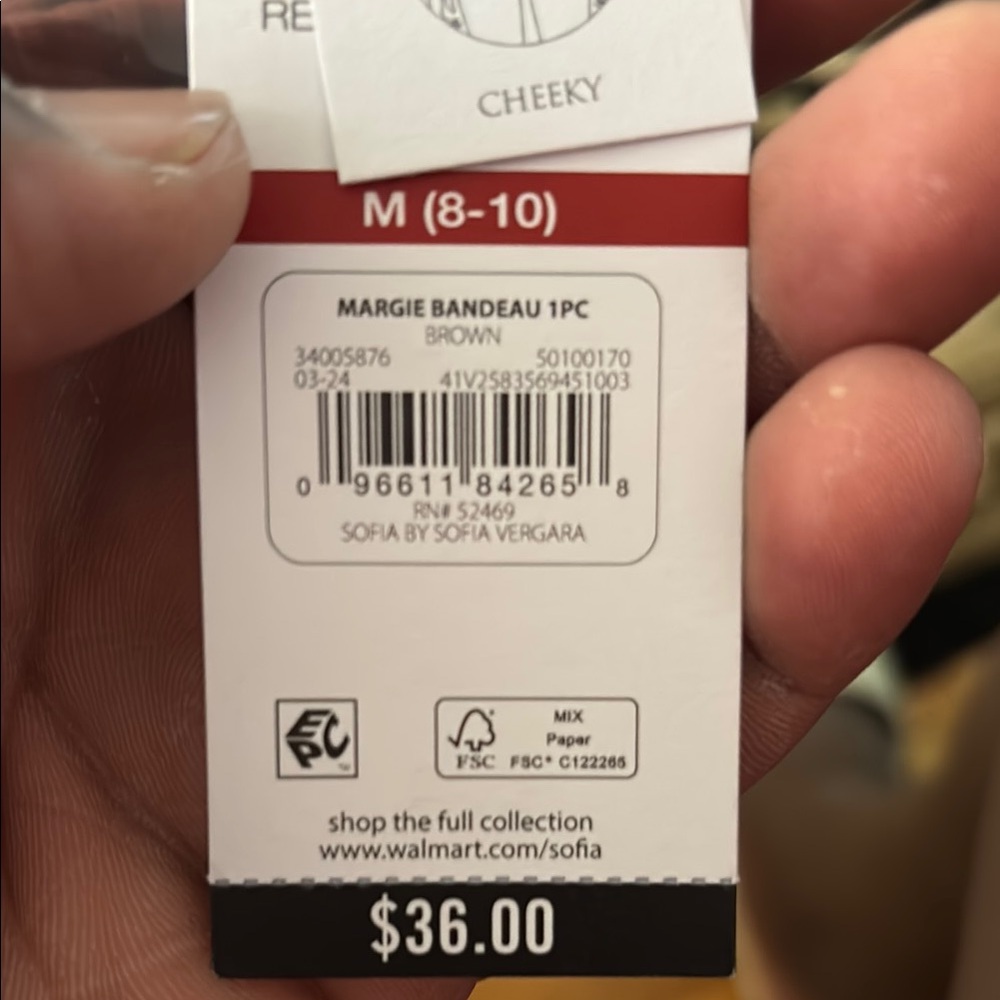 RE
CHEEKY
M (8-10)
MARGIE BANDEAU 1PC
BROWN
34005876 50100170
03-24 41V2583569451003
0 96611 84265 8
RN# 52469
SOFIA BY SOFIA VERGARA
EPC
MIX
Paper
FSC FSC® C122265
shop the full collection
www.walmart.com/sofia
$36.00